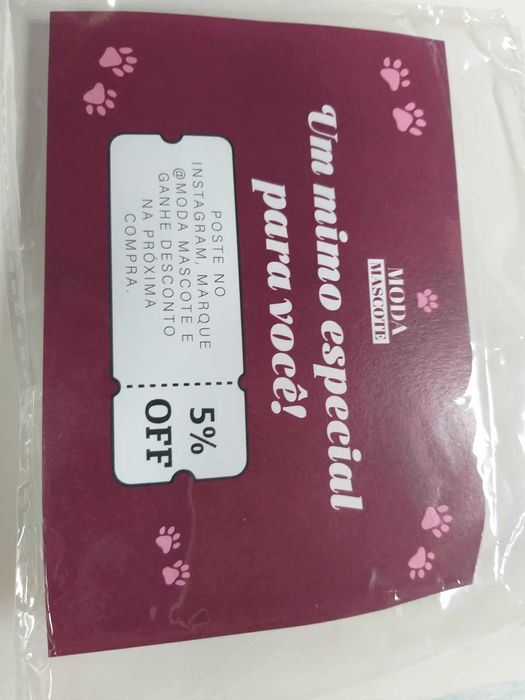 MODA
MASCOTE
Um mimo especial
para você!
POSTE NO
INSTAGRAM, MARQUE
@MODA MASCOTE E
GANHE DESCONTO
NA PRÓXIMA
COMPRA.
5%
OFF